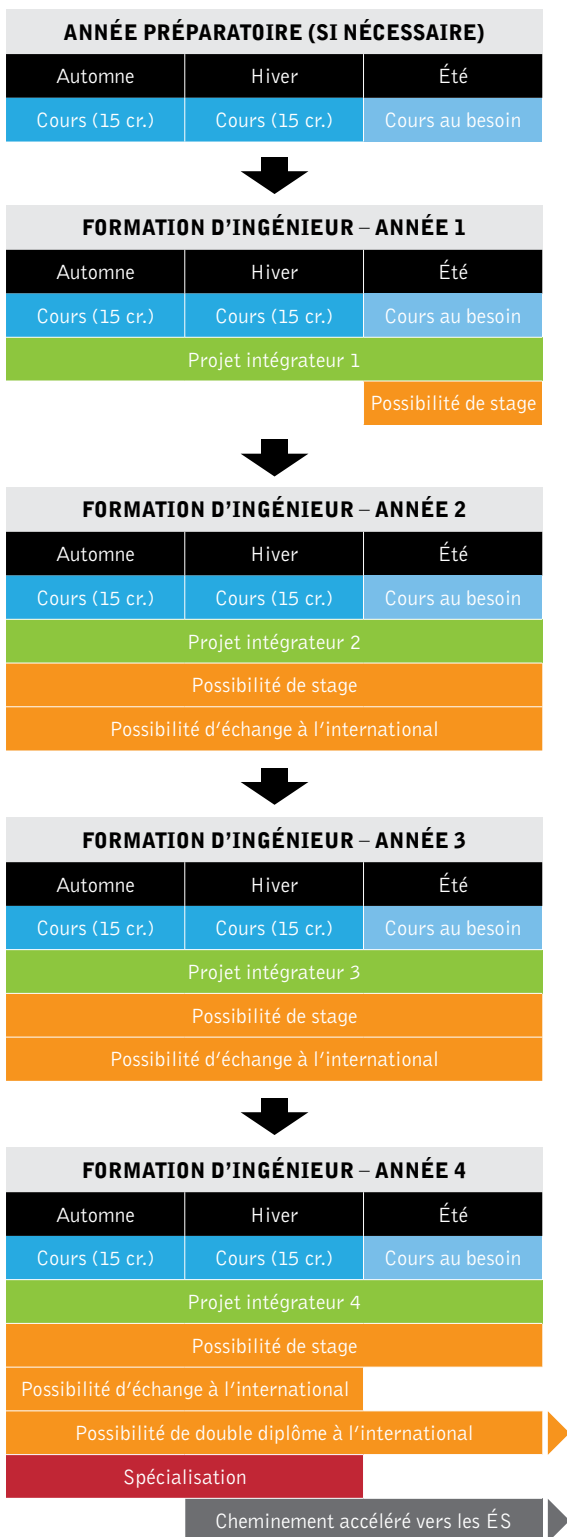 ANNÉE PRÉPARATOIRE (SI NÉCESSAIRE)
Automne Hiver Été
Cours (15 cr.) Cours (15 cr.) Cours au besoin
FORMATION D'INGÉNIEUR – ANNÉE 1
Automne Hiver Été
Cours (15 cr.) Cours (15 cr.) Cours au besoin
Projet intégrateur 1
Possibilité de stage
FORMATION D'INGÉNIEUR – ANNÉE 2
Automne Hiver Été
Cours (15 cr.) Cours (15 cr.) Cours au besoin
Projet intégrateur 2
Possibilité de stage
Possibilité d'échange à l'international
FORMATION D'INGÉNIEUR – ANNÉE 3
Automne Hiver Été
Cours (15 cr.) Cours (15 cr.) Cours au besoin
Projet intégrateur 3
Possibilité de stage
Possibilité d'échange à l'international
FORMATION D'INGÉNIEUR – ANNÉE 4
Automne Hiver Été
Cours (15 cr.) Cours (15 cr.) Cours au besoin
Projet intégrateur 4
Possibilité de stage
Possibilité d'échange à l'international
Possibilité de double diplôme à l'international
Spécialisation
Cheminement accéléré vers les ÉS